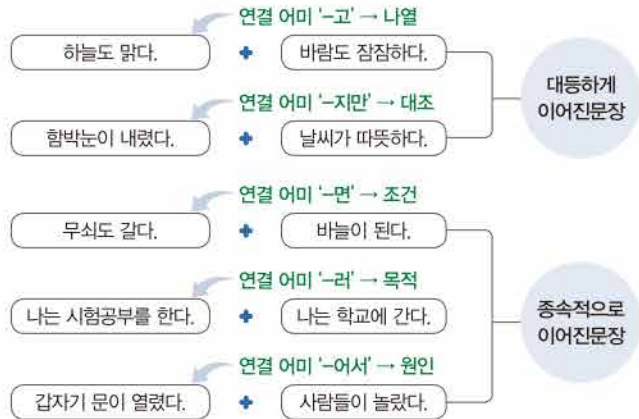 연결 어미 '-고' → 나열
하늘도 맑다. + 바람도 잠잠하다.
연결 어미 '-지만' → 대조
함박눈이 내렸다. + 날씨가 따뜻하다.
대등하게
이어진문장
연결 어미 '-면' → 조건
무쇠도 갈다. + 바늘이 된다.
연결 어미 '-러' → 목적
나는 시험공부를 한다. + 나는 학교에 간다.
연결 어미 '-어서' → 원인
갑자기 문이 열렸다. + 사람들이 놀랐다.
종속적으로
이어진문장